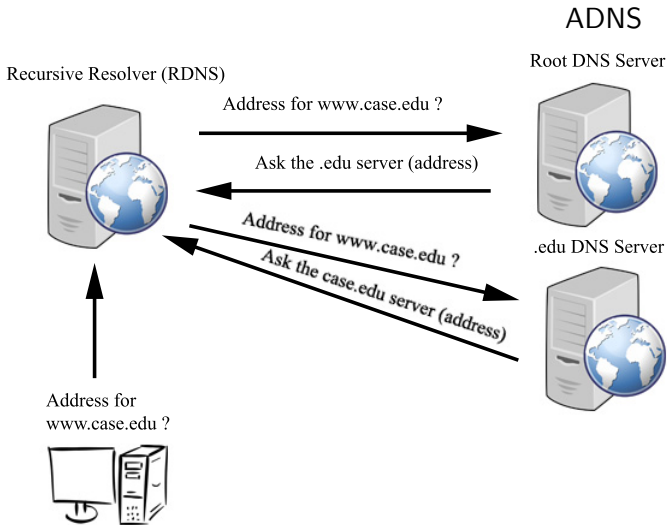 ADNS
Root DNS Server
Recursive Resolver (RDNS)
Address for www.case.edu ?
Ask the .edu server (address)
Address for www.case.edu ?
.edu DNS Server
Ask the case.edu server (address)
Address for
www.case.edu ?